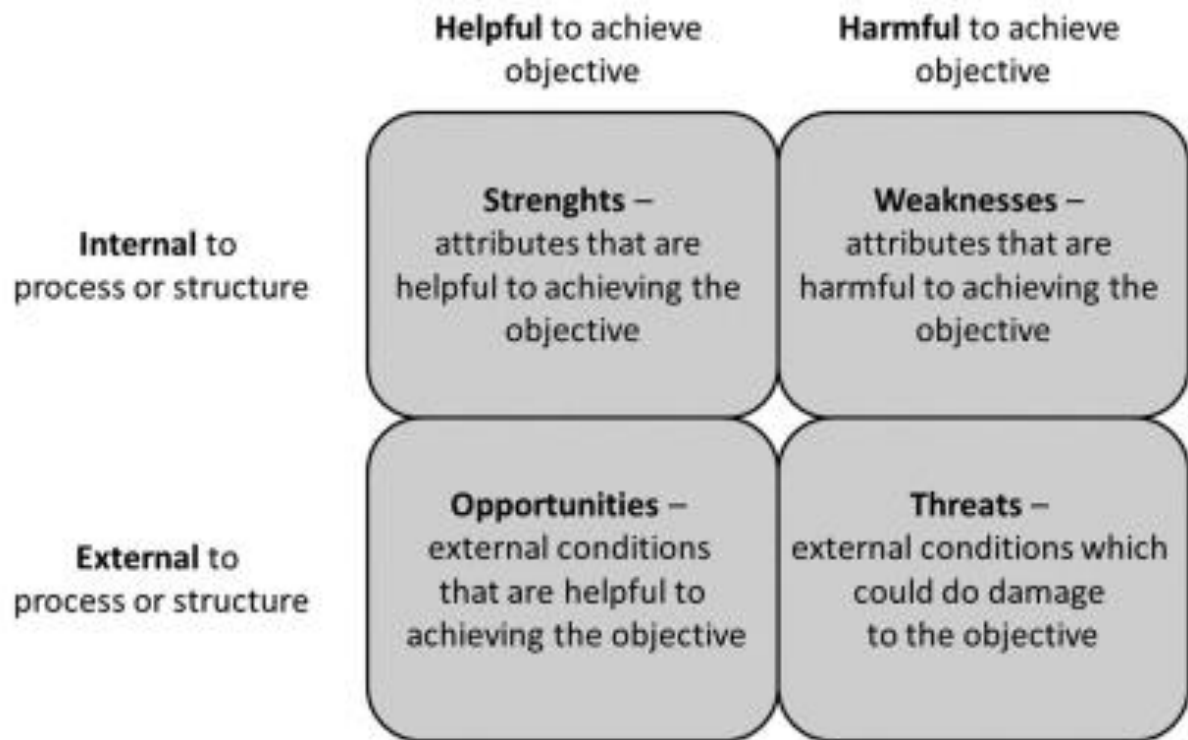 Helpful to achieve
objective
Harmful to achieve
objective
Internal to
process or structure
Strenghts –
attributes that are
helpful to achieving the
objective
Weaknesses –
attributes that are
harmful to achieving the
objective
External to
process or structure
Opportunities –
external conditions
that are helpful to
achieving the objective
Threats –
external conditions which
could do damage
to the objective